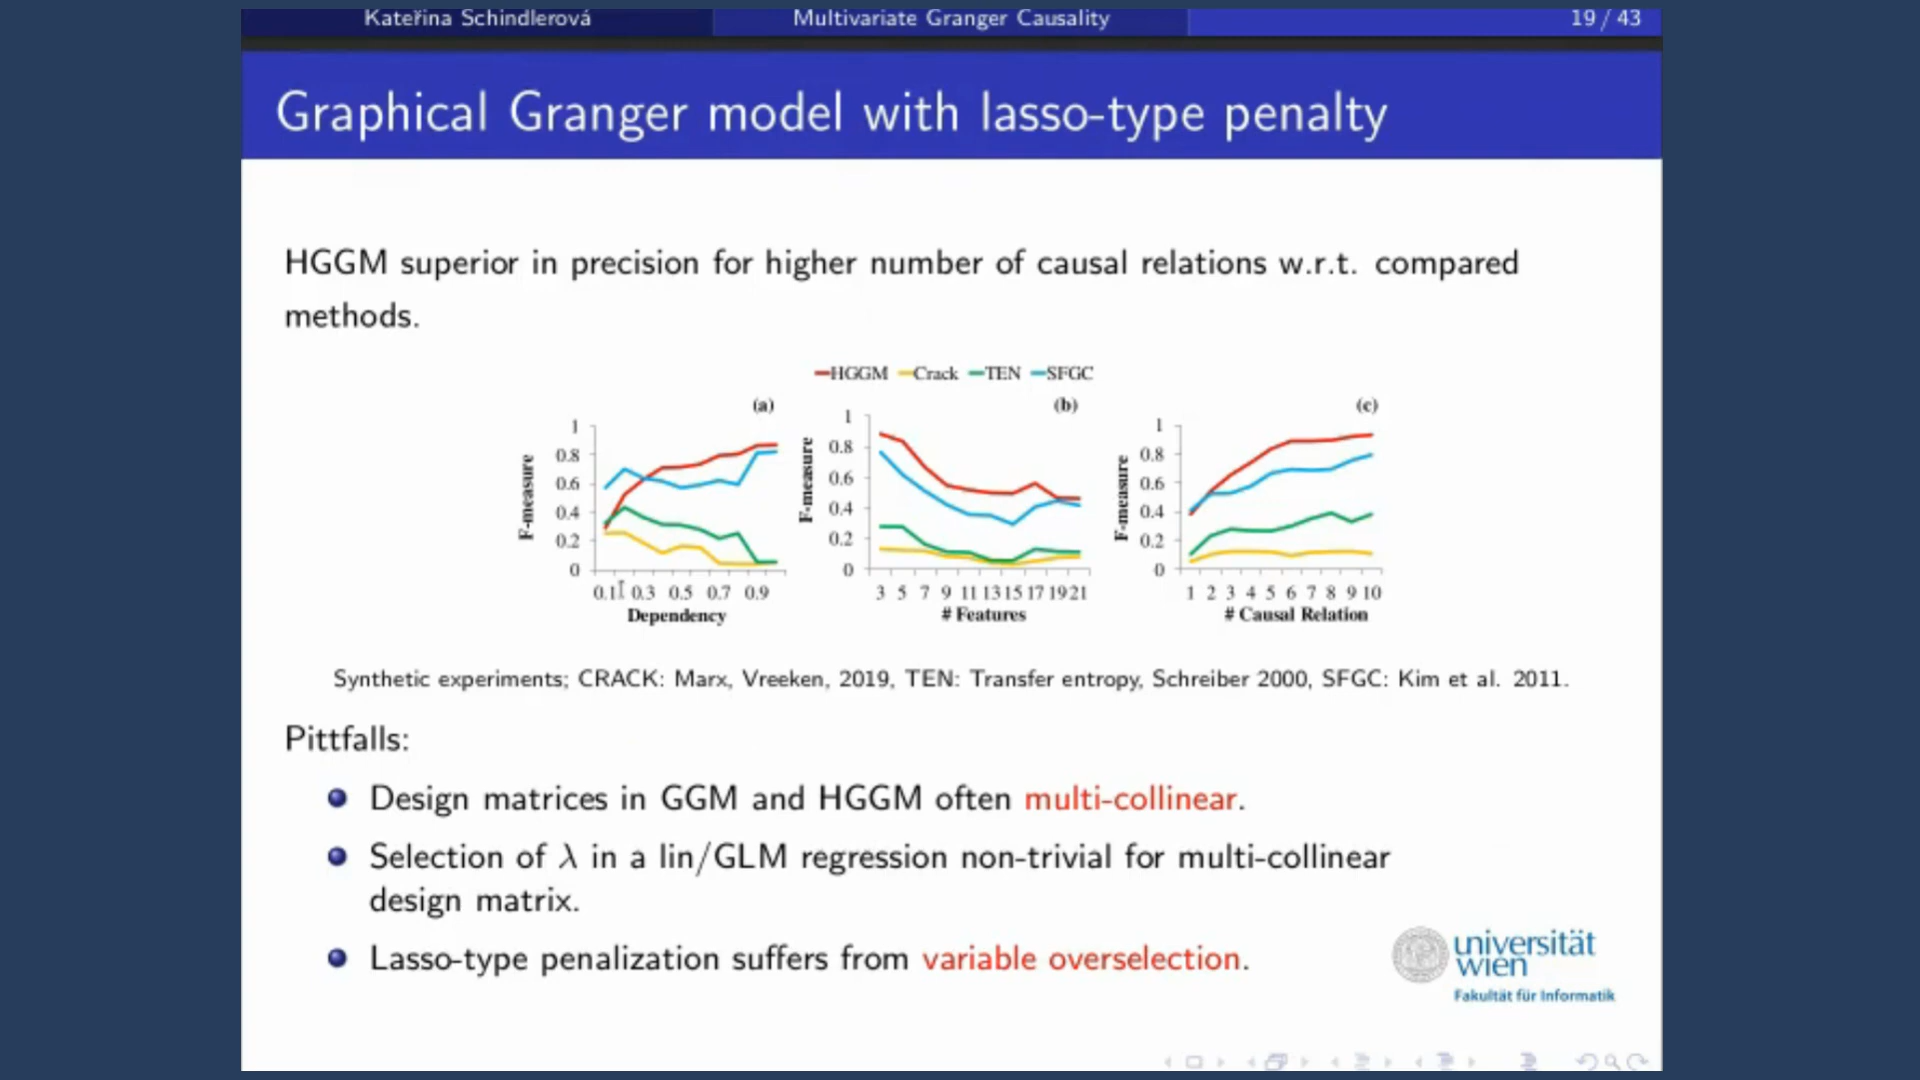 Kateřina Schindlerová Multivariate Granger Causality 19 / 43
Graphical Granger model with lasso-type penalty
HGGM superior in precision for higher number of causal relations w.r.t. compared
methods.
HGGM Crack TEN SFGC
(a)
F-measure
1
0.8
0.6
0.4
0.2
0
0.1 0.3 0.5 0.7 0.9
Dependency
(b)
F-measure
1
0.8
0.6
0.4
0.2
0
3 5 7 9 11 13 15 17 19 21
# Features
(c)
F-measure
1
0.8
0.6
0.4
0.2
0
1 2 3 4 5 6 7 8 9 10
# Causal Relation
Synthetic experiments; CRACK: Marx, Vreeken, 2019, TEN: Transfer entropy, Schreiber 2000, SFGC: Kim et al. 2011.
Pittfalls:
Design matrices in GGM and HGGM often multi-collinear.
Selection of λ in a lin/GLM regression non-trivial for multi-collinear
design matrix.
Lasso-type penalization suffers from variable overselection.
universität
wien
Fakultät für Informatik